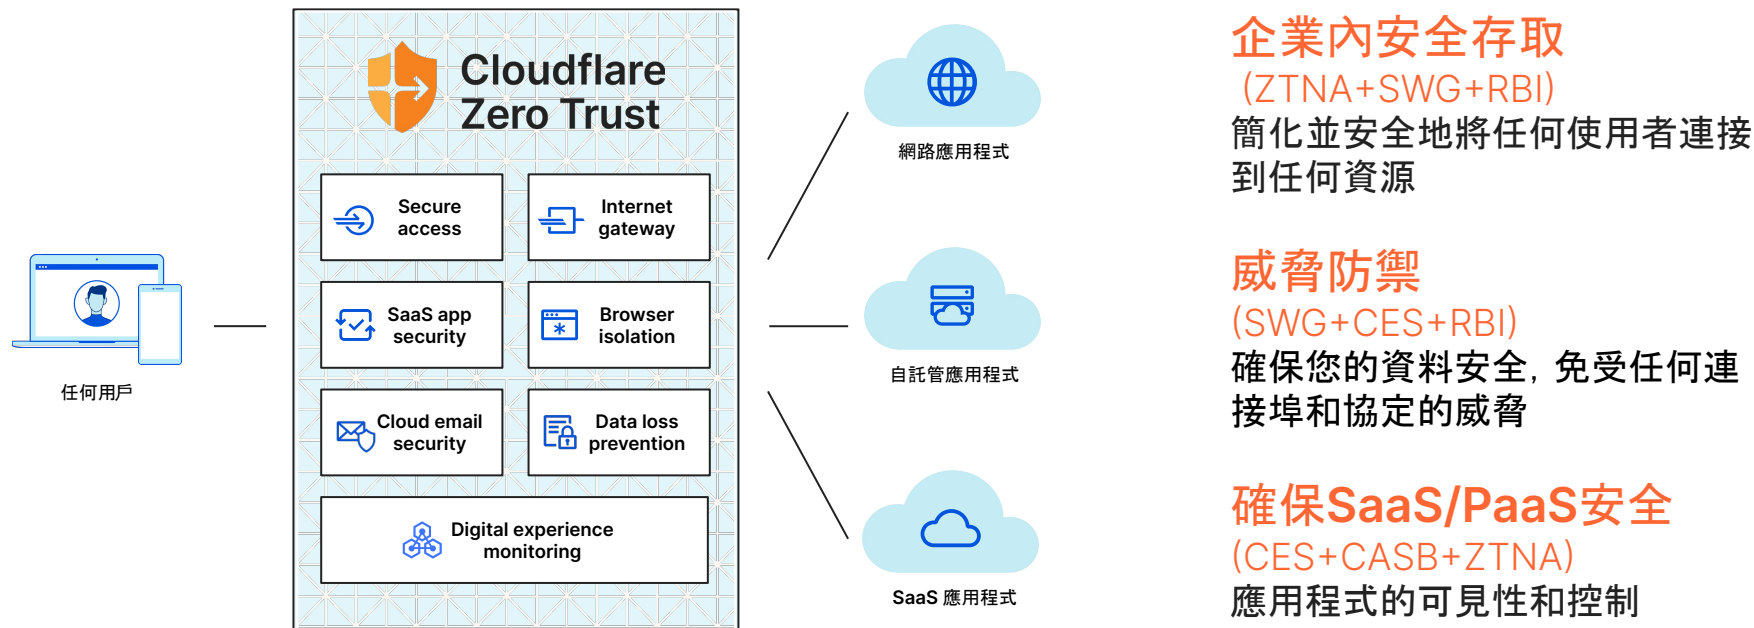 任何用戶
Cloudflare
Zero Trust
Secure
access
Internet
gateway
SaaS app
security
Browser
isolation
Cloud email
security
Data loss
prevention
Digital experience
monitoring
網路應用程式
自託管應用程式
SaaS 應用程式
企業內安全存取
(ZTNA+SWG+RBI)
簡化並安全地將任何使用者連接
到任何資源
威脅防禦
(SWG+CES+RBI)
確保您的資料安全, 免受任何連
接埠和協定的威脅
確保SaaS/PaaS安全
(CES+CASB+ZTNA)
應用程式的可見性和控制